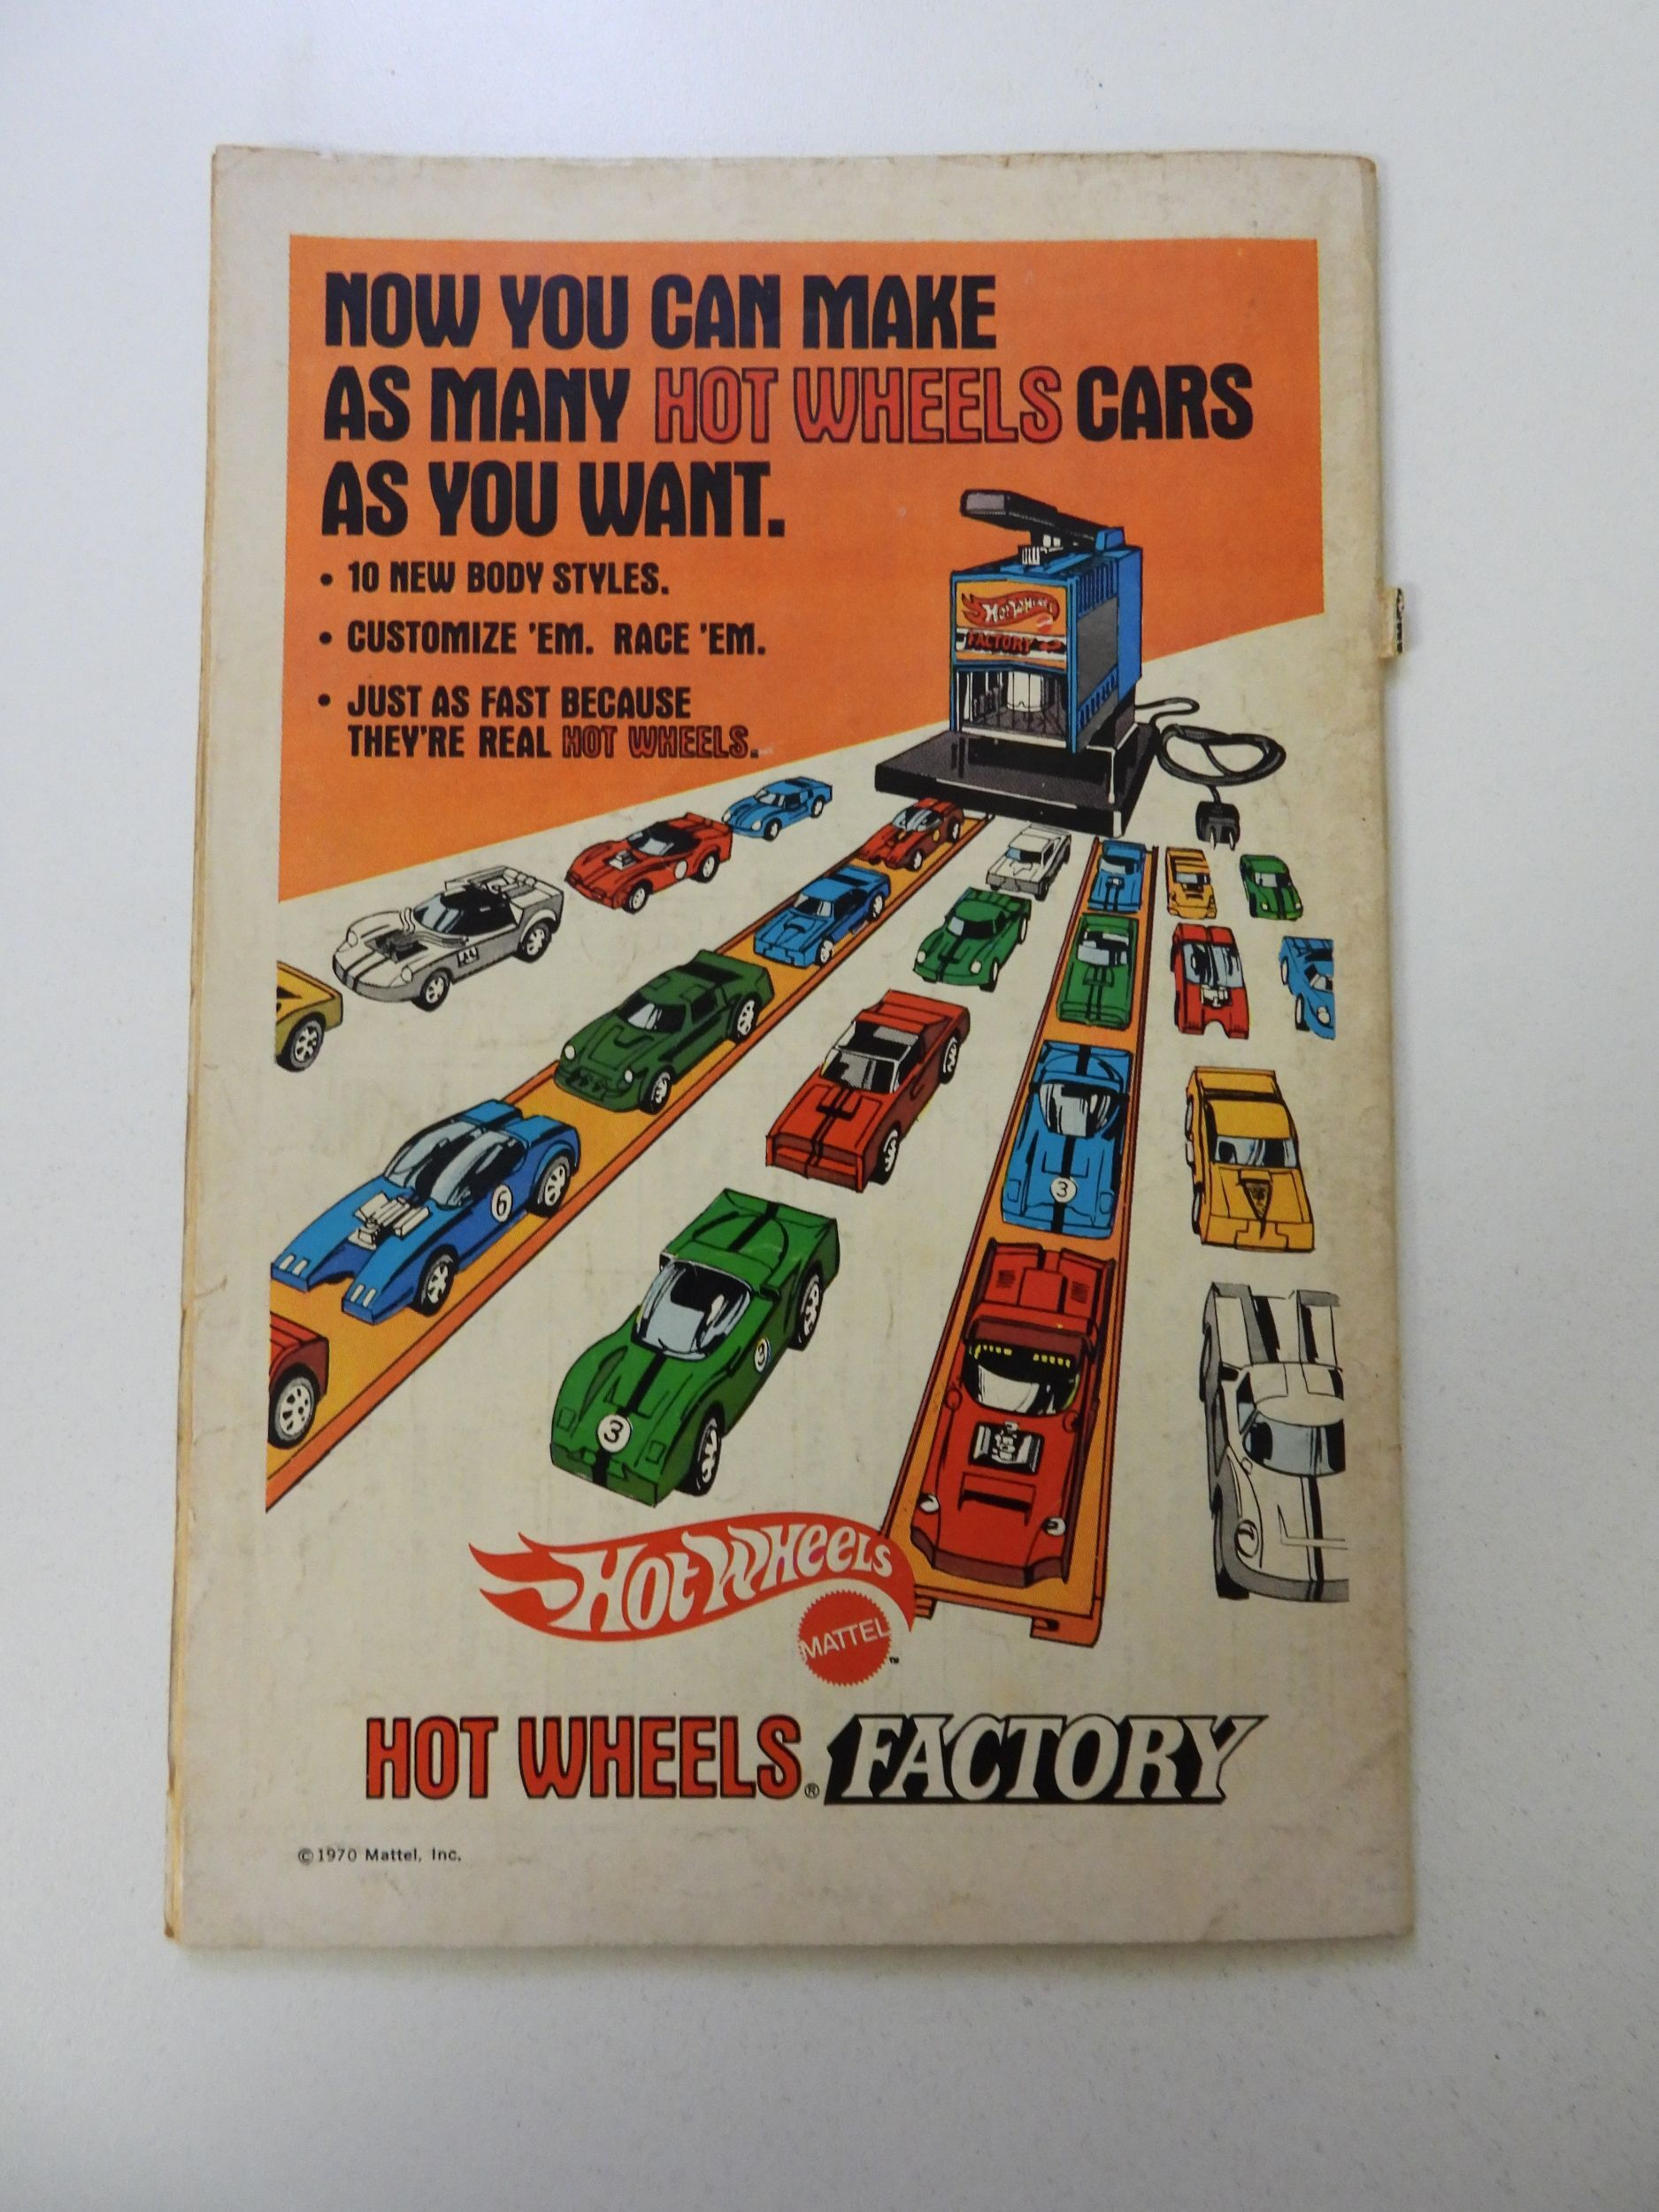 NOW YOU CAN MAKE
AS MANY HOT WHEELS CARS
AS YOU WANT.
• 10 NEW BODY STYLES.
• CUSTOMIZE 'EM. RACE 'EM.
• JUST AS FAST BECAUSE
THEY'RE REAL HOT WHEELS.
Hot Wheels
FACTORY
6
3
3
3
Hot Wheels
MATTEL
™
HOT WHEELS® FACTORY
©1970 Mattel, Inc.